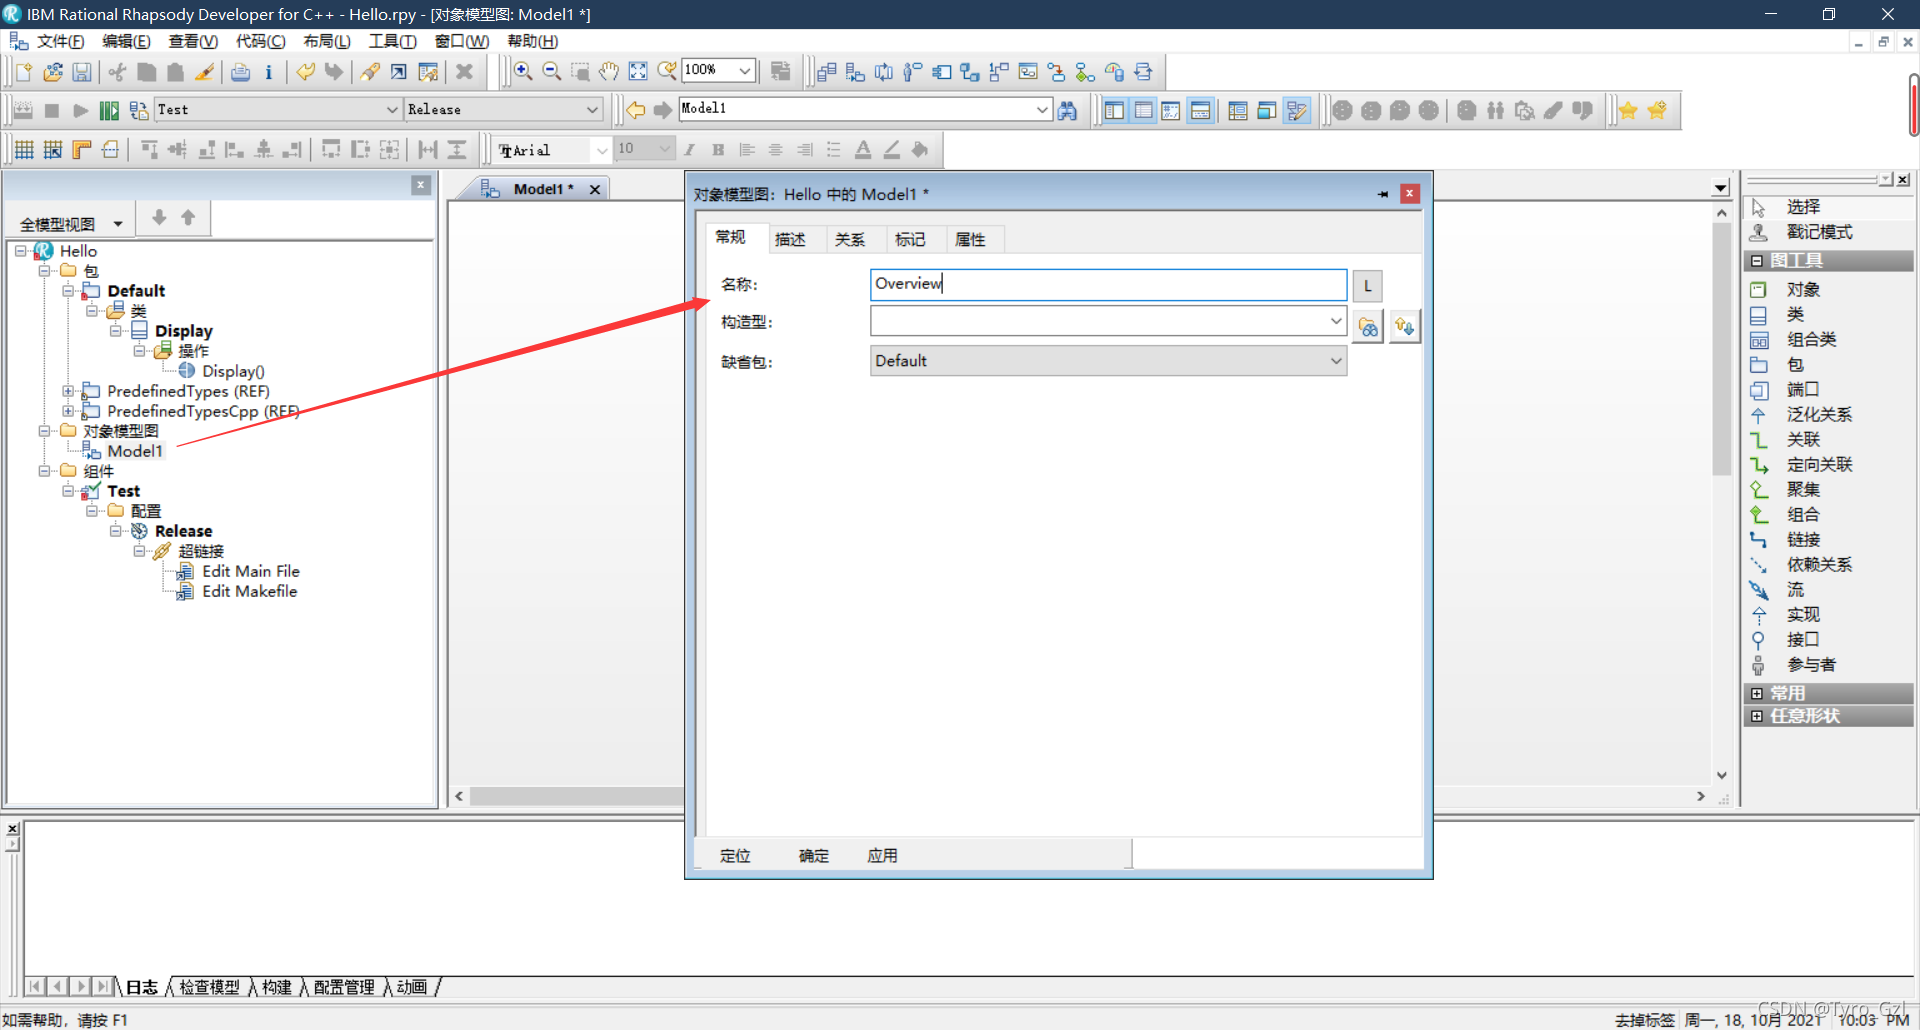 IBM Rational Rhapsody Developer for C++ - Hello.rpy - [对象模型图: Model1 *]
文件(F) 编辑(E) 查看(V) 代码(C) 布局(L) 工具(T) 窗口(W) 帮助(H)
100%
Test Release Model1
Arial 10
Model1 *
全模型视图
Hello
包
Default
类
Display
操作
Display()
PredefinedTypes (REF)
PredefinedTypesCpp (REF)
对象模型图
Model1
组件
Test
配置
Release
超链接
Edit Main File
Edit Makefile
对象模型图: Hello 中的 Model1 *
常规 描述 关系 标记 属性
名称: Overview L
构造型:
缺省包: Default
定位 确定 应用
选择
戳记模式
图工具
对象
类
组合类
包
端口
泛化关系
关联
定向关联
聚集
组合
链接
依赖关系
流
实现
接口
参与者
常用
任意形状
日志 检查模型 构建 配置管理 动画
如需帮助, 请按 F1
去掉标签 周一, 18, 10月 2021 10:03 PM
CSDN @Tyro_Gzl